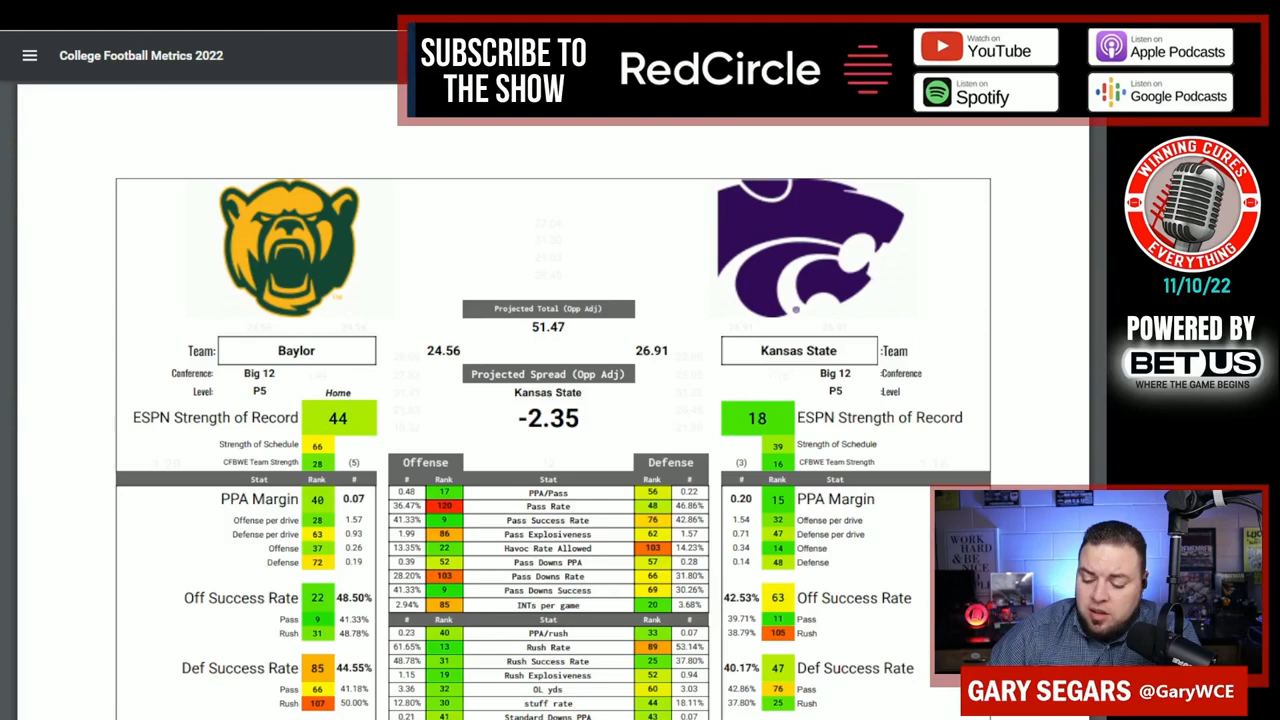 College Football Metrics 2022
SUBSCRIBE TO
THE SHOW
RedCircle
Watch on
YouTube
Listen on
Spotify
Listen on
Apple Podcasts
Listen on
Google Podcasts
WINNING CURES
EVERYTHING
11/10/22
POWERED BY
BETUS
WHERE THE GAME BEGINS
Projected Total (Opp Adj)
51.47
Team: Baylor 24.56 26.91 Kansas State :Team
Conference: Big 12 Projected Spread (Opp Adj) Big 12 :Conference
Level: P5 Home Kansas State P5 :Level
ESPN Strength of Record 44 -2.35 18 ESPN Strength of Record
Strength of Schedule 66 39 Strength of Schedule
CFBWE Team Strength 28 (5) Offense Defense (3) 16 CFBWE Team Strength
Stat Rank # # Rank Stat Rank # # Rank Stat
PPA Margin 40 0.07 0.20 15 PPA Margin
Offense per drive 28 1.57 1.54 32 Offense per drive
Defense per drive 63 0.93 0.71 47 Defense per drive
Offense 37 0.26 0.34 14 Offense
Defense 72 0.19 0.14 48 Defense
Off Success Rate 22 48.50% 42.53% 63 Off Success Rate
Pass 9 41.33% 39.71% 11 Pass
Rush 31 48.78% 38.79% 105 Rush
Def Success Rate 85 44.55% 40.17% 47 Def Success Rate
Pass 66 41.18% 42.86% 76 Pass
Rush 107 50.00% 37.80% 25 Rush
0.48 17 PPA/Pass 56 0.22
36.47% 120 Pass Rate 48 46.86%
41.33% 9 Pass Success Rate 76 42.86%
1.99 86 Pass Explosiveness 62 1.57
13.35% 22 Havoc Rate Allowed 103 14.23%
0.39 52 Pass Downs PPA 57 0.28
28.20% 103 Pass Downs Rate 66 31.80%
41.33% 9 Pass Downs Success 69 30.26%
2.94% 85 INTs per game 20 3.68%
# Rank Stat Rank #
0.23 40 PPA/rush 33 0.07
61.65% 13 Rush Rate 89 53.14%
48.78% 31 Rush Success Rate 25 37.80%
1.15 19 Rush Explosiveness 52 0.94
3.36 32 OL yds 60 3.03
12.80% 30 stuff rate 44 18.11%
0.21 41 Standard Downs PPA 43 0.07
WORK
HARD
GARY SEGARS @GaryWCE